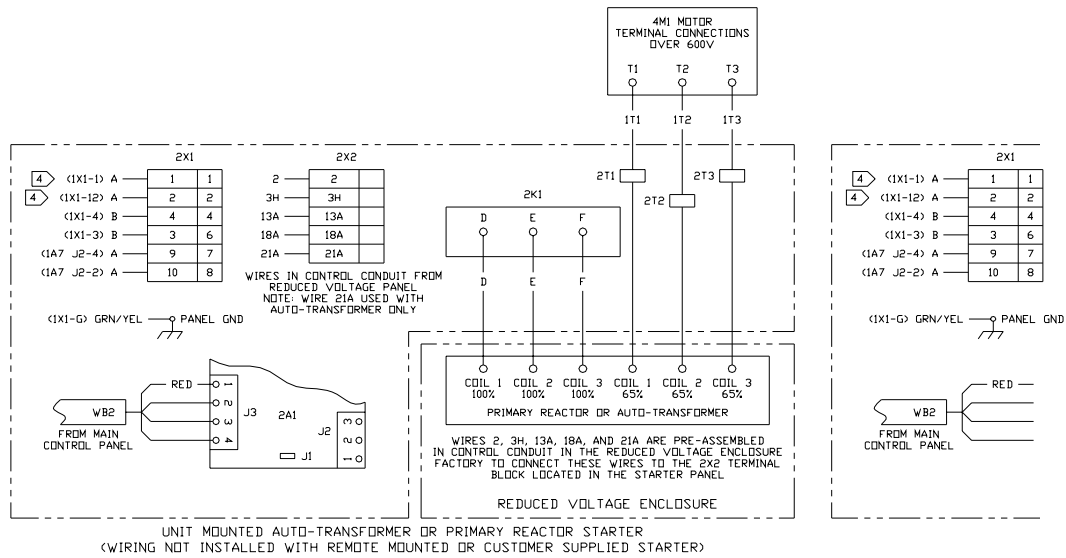 4M1 MOTOR
TERMINAL CONNECTIONS
OVER 600V
T1 T2 T3
1T1 1T2 1T3
2X1
4 (1X1-1) A 1 1
4 (1X1-12) A 2 2
(1X1-4) B 4 4
(1X1-3) B 3 6
(1A7 J2-4) A 9 7
(1A7 J2-2) A 10 8
2X2
2 2
3H 3H
13A 13A
18A 18A
21A 21A
WIRES IN CONTROL CONDUIT FROM
REDUCED VOLTAGE PANEL
NOTE: WIRE 21A USED WITH
AUTO-TRANSFORMER ONLY
2K1
D E F
D E F
2T1
2T2
2T3
(1X1-G) GRN/YEL PANEL GND
RED
WB2
FROM MAIN
CONTROL PANEL
1
2
3
4
J3
2A1
J1
J2
3
2
1
COIL 1 COIL 2 COIL 3 COIL 1 COIL 2 COIL 3
100% 100% 100% 65% 65% 65%
PRIMARY REACTOR OR AUTO-TRANSFORMER
WIRES 2, 3H, 13A, 18A, AND 21A ARE PRE-ASSEMBLED
IN CONTROL CONDUIT IN THE REDUCED VOLTAGE ENCLOSURE
FACTORY TO CONNECT THESE WIRES TO THE 2X2 TERMINAL
BLOCK LOCATED IN THE STARTER PANEL
REDUCED VOLTAGE ENCLOSURE
UNIT MOUNTED AUTO-TRANSFORMER OR PRIMARY REACTOR STARTER
(WIRING NOT INSTALLED WITH REMOTE MOUNTED OR CUSTOMER SUPPLIED STARTER)
2X1
4 (1X1-1) A 1 1
4 (1X1-12) A 2 2
(1X1-4) B 4 4
(1X1-3) B 3 6
(1A7 J2-4) A 9 7
(1A7 J2-2) A 10 8
(1X1-G) GRN/YEL PANEL GND
RED
WB2
FROM MAIN
CONTROL PANEL